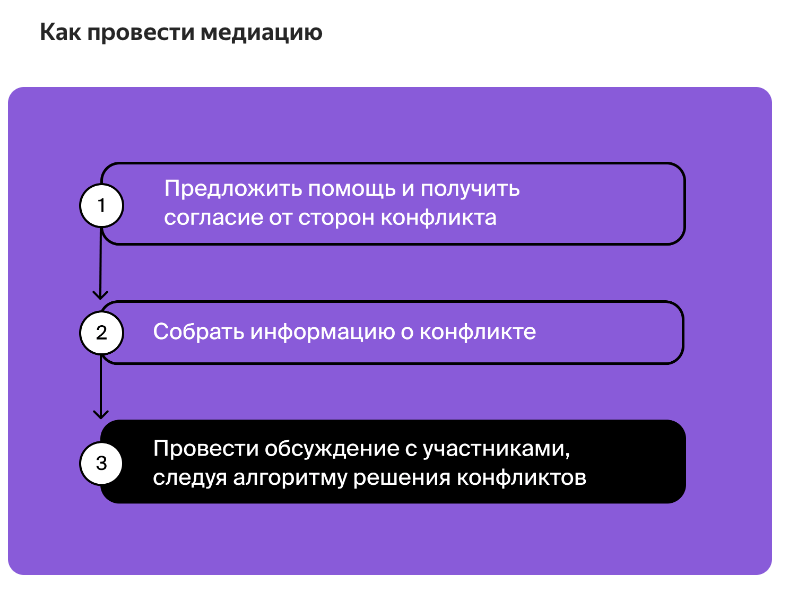 Как провести медиацию
1
Предложить помощь и получить
согласие от сторон конфликта
2
Собрать информацию о конфликте
3
Провести обсуждение с участниками,
следуя алгоритму решения конфликтов